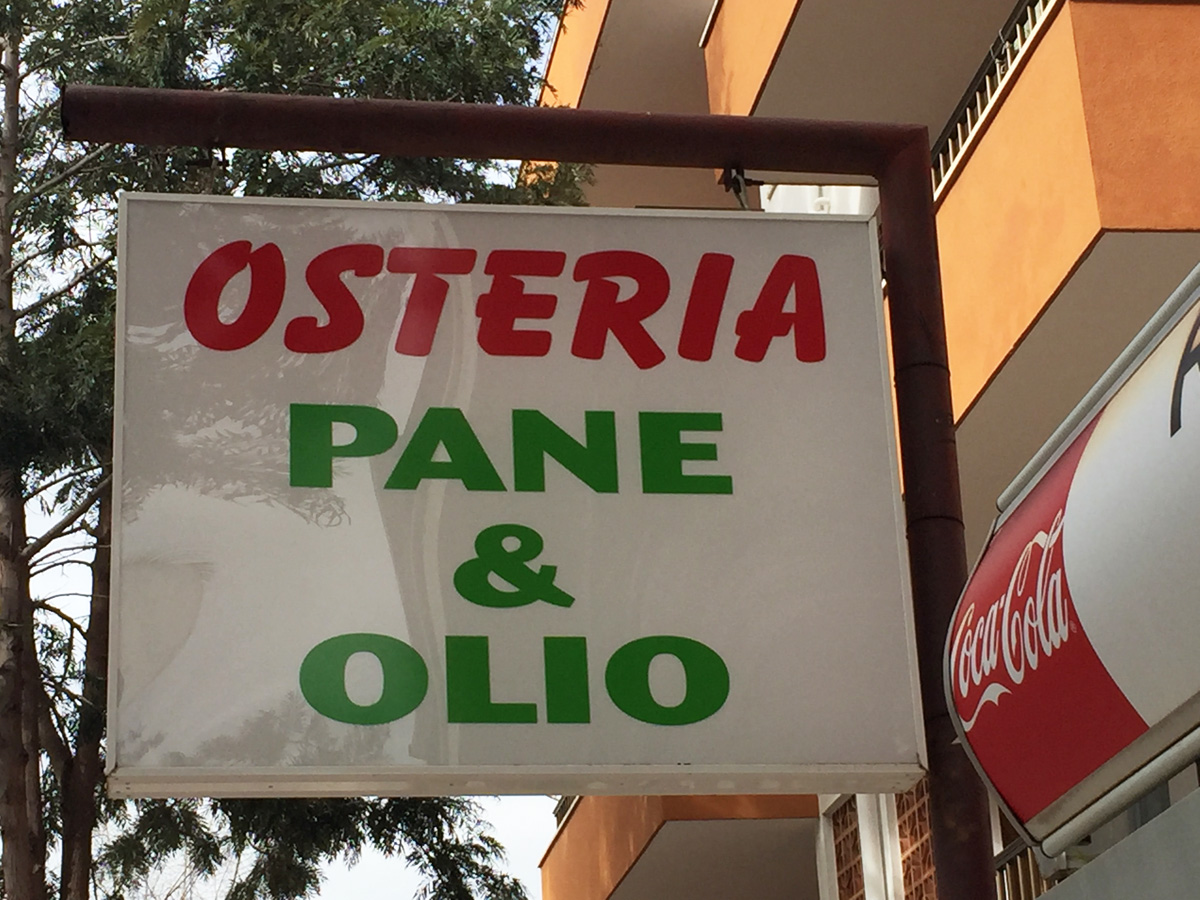 OSTERIA
PANE
&
OLIO
Coca-Cola